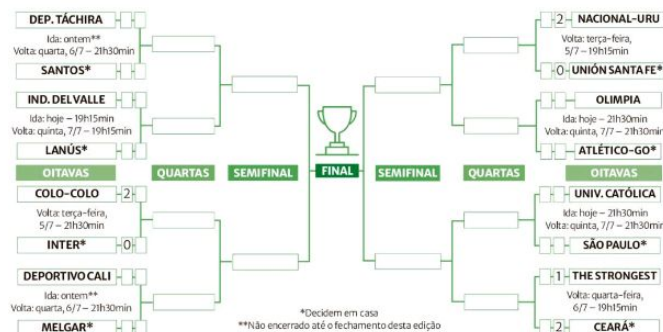 DEP. TÁCHIRA
Ida: ontem**
Volta: quarta, 6/7 – 21h30min
SANTOS*
IND. DEL VALLE
Ida: hoje – 19h15min
Volta: quinta, 7/7 – 19h15min
LANÚS*
OITAVAS
COLO-COLO 2
Volta: terça-feira,
5/7 – 21h30min
INTER* 0
DEPORTIVO CALI
Ida: ontem**
Volta: quarta, 6/7 – 21h30min
MELGAR*
QUARTAS
SEMIFINAL
FINAL
SEMIFINAL
QUARTAS
2 NACIONAL-URU
Volta: terça-feira,
5/7 – 19h15min
0 UNIÓN SANTA FE*
OLIMPIA
Ida: hoje – 21h30min
Volta: quinta, 7/7 – 21h30min
ATLÉTICO-GO*
OITAVAS
UNIV. CATÓLICA
Ida: hoje – 21h30min
Volta: quinta, 7/7 – 21h30min
SÃO PAULO*
1 THE STRONGEST
Volta: quarta-feira,
6/7 – 19h15min
2 CEARÁ*
*Decidem em casa
**Não encerrado até o fechamento desta edição